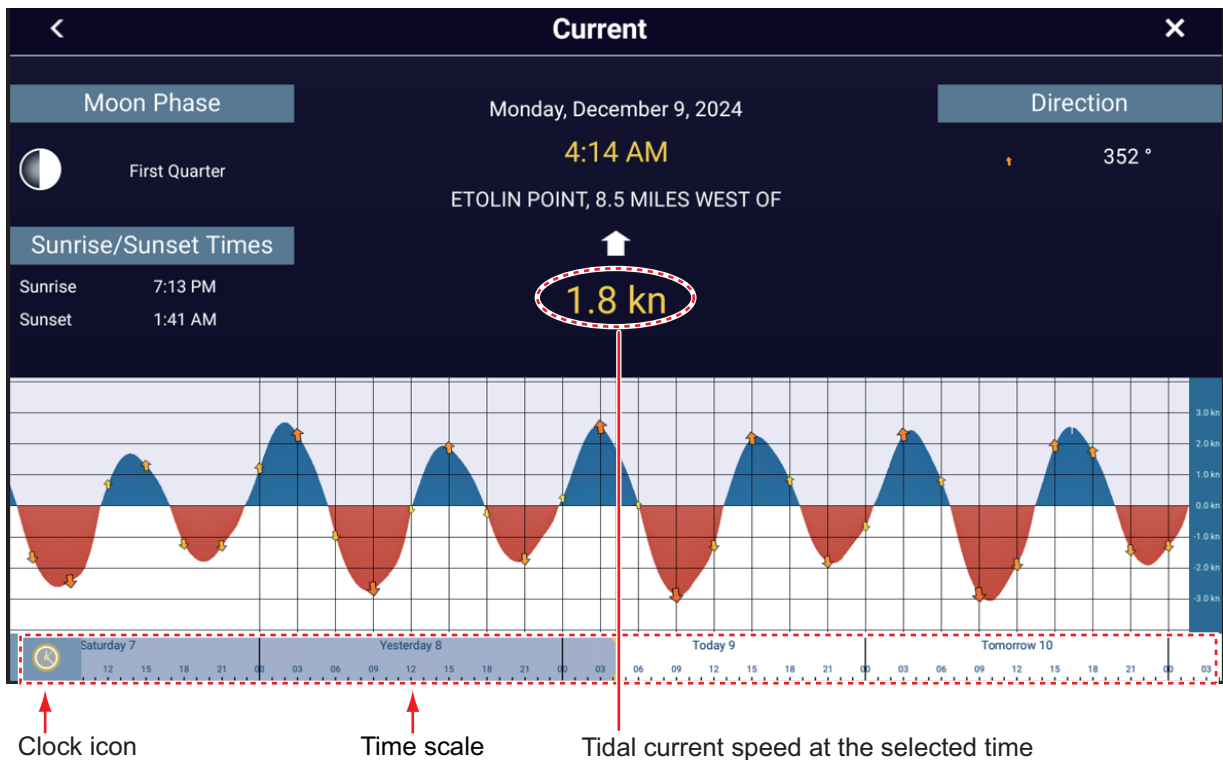 Current
Moon Phase
Monday, December 9, 2024
Direction
4:14 AM
352 °
First Quarter
ETOLIN POINT, 8.5 MILES WEST OF
Sunrise/Sunset Times
Sunrise 7:13 PM
1.8 kn
Sunset 1:41 AM
3.0 kn
2.0 kn
1.0 kn
0.0 kn
-1.0 kn
-2.0 kn
-3.0 kn
Saturday 7 Yesterday 8 Today 9 Tomorrow 10
12 15 18 21 00 03 06 09 12 15 18 21 00 03 06 09 12 15 18 21 00 03 06 09 12 15 18 21 00 03
Clock icon Time scale Tidal current speed at the selected time